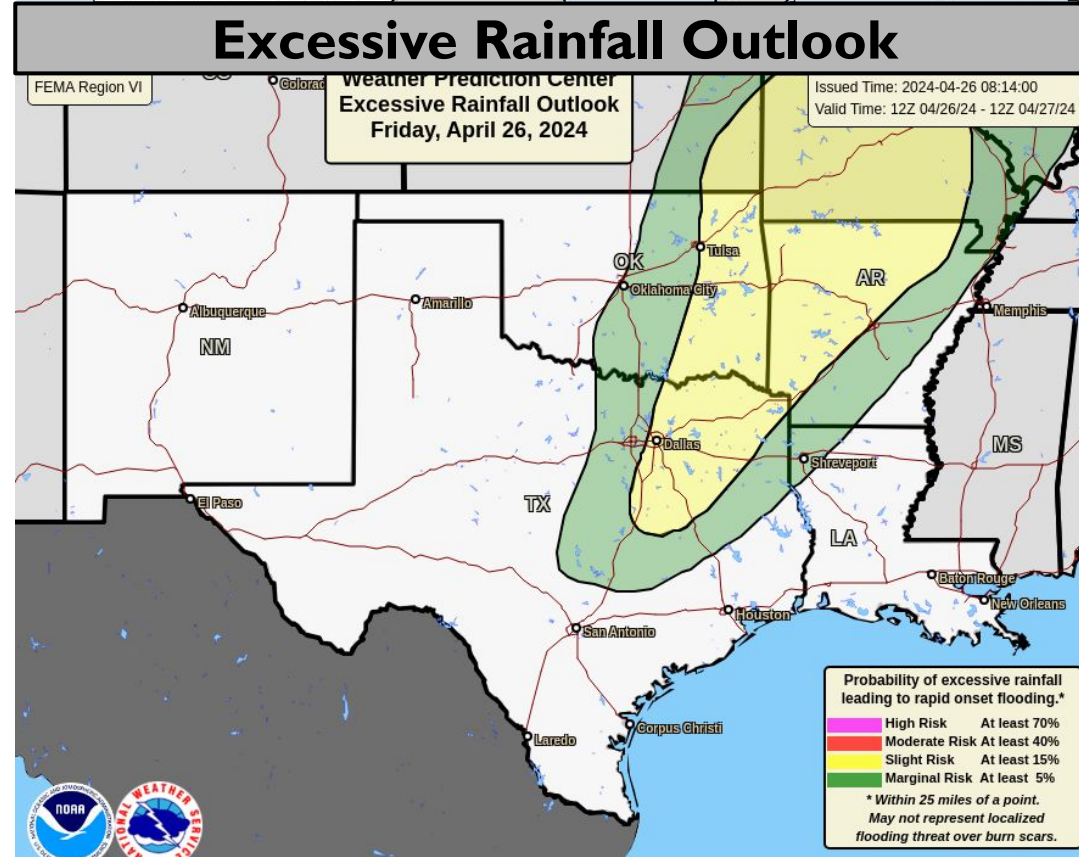 Excessive Rainfall Outlook
FEMA Region VI
Weather Prediction Center
Excessive Rainfall Outlook
Friday, April 26, 2024
Issued Time: 2024-04-26 08:14:00
Valid Time: 12Z 04/26/24 - 12Z 04/27/24
Tulsa
OK
AR
Oklahoma City
Albuquerque
Amarillo
Memphis
NM
Dallas
MS
Shreveport
El Paso
TX
LA
Baton Rouge
New Orleans
Houston
San Antonio
Corpus Christi
Laredo
Probability of excessive rainfall
leading to rapid onset flooding.*
High Risk At least 70%
Moderate Risk At least 40%
Slight Risk At least 15%
Marginal Risk At least 5%
* Within 25 miles of a point.
May not represent localized
flooding threat over burn scars.
NOAA
NATIONAL WEATHER SERVICE